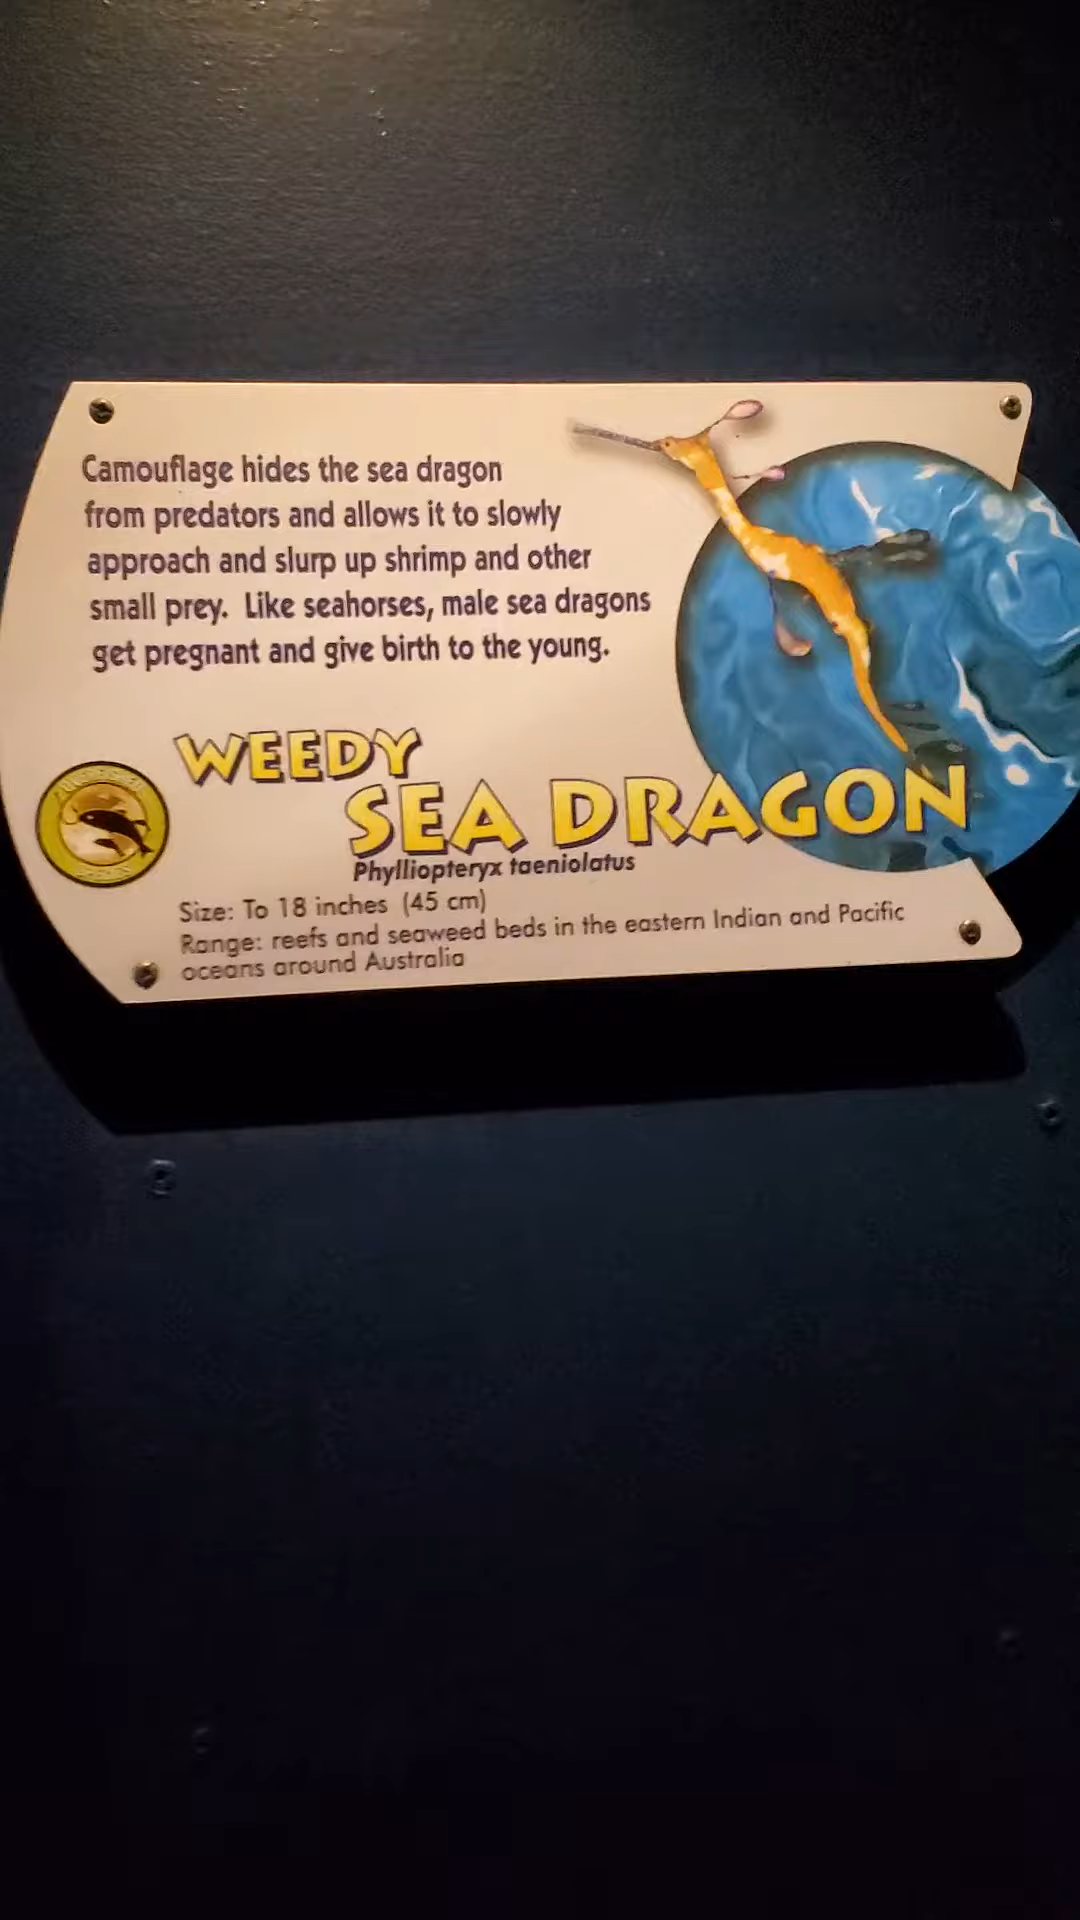 Camouflage hides the sea dragon
from predators and allows it to slowly
approach and slurp up shrimp and other
small prey. Like seahorses, male sea dragons
get pregnant and give birth to the young.
WEEDY
SEA DRAGON
Phylliopteryx taeniolatus
Size: To 18 inches (45 cm)
Range: reefs and seaweed beds in the eastern Indian and Pacific
oceans around Australia